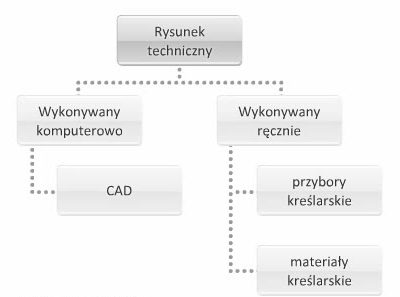 Rysunek
techniczny
Wykonywany
komputerowo
Wykonywany
ręcznie
CAD
przybory
kreślarskie
materiały
kreślarskie